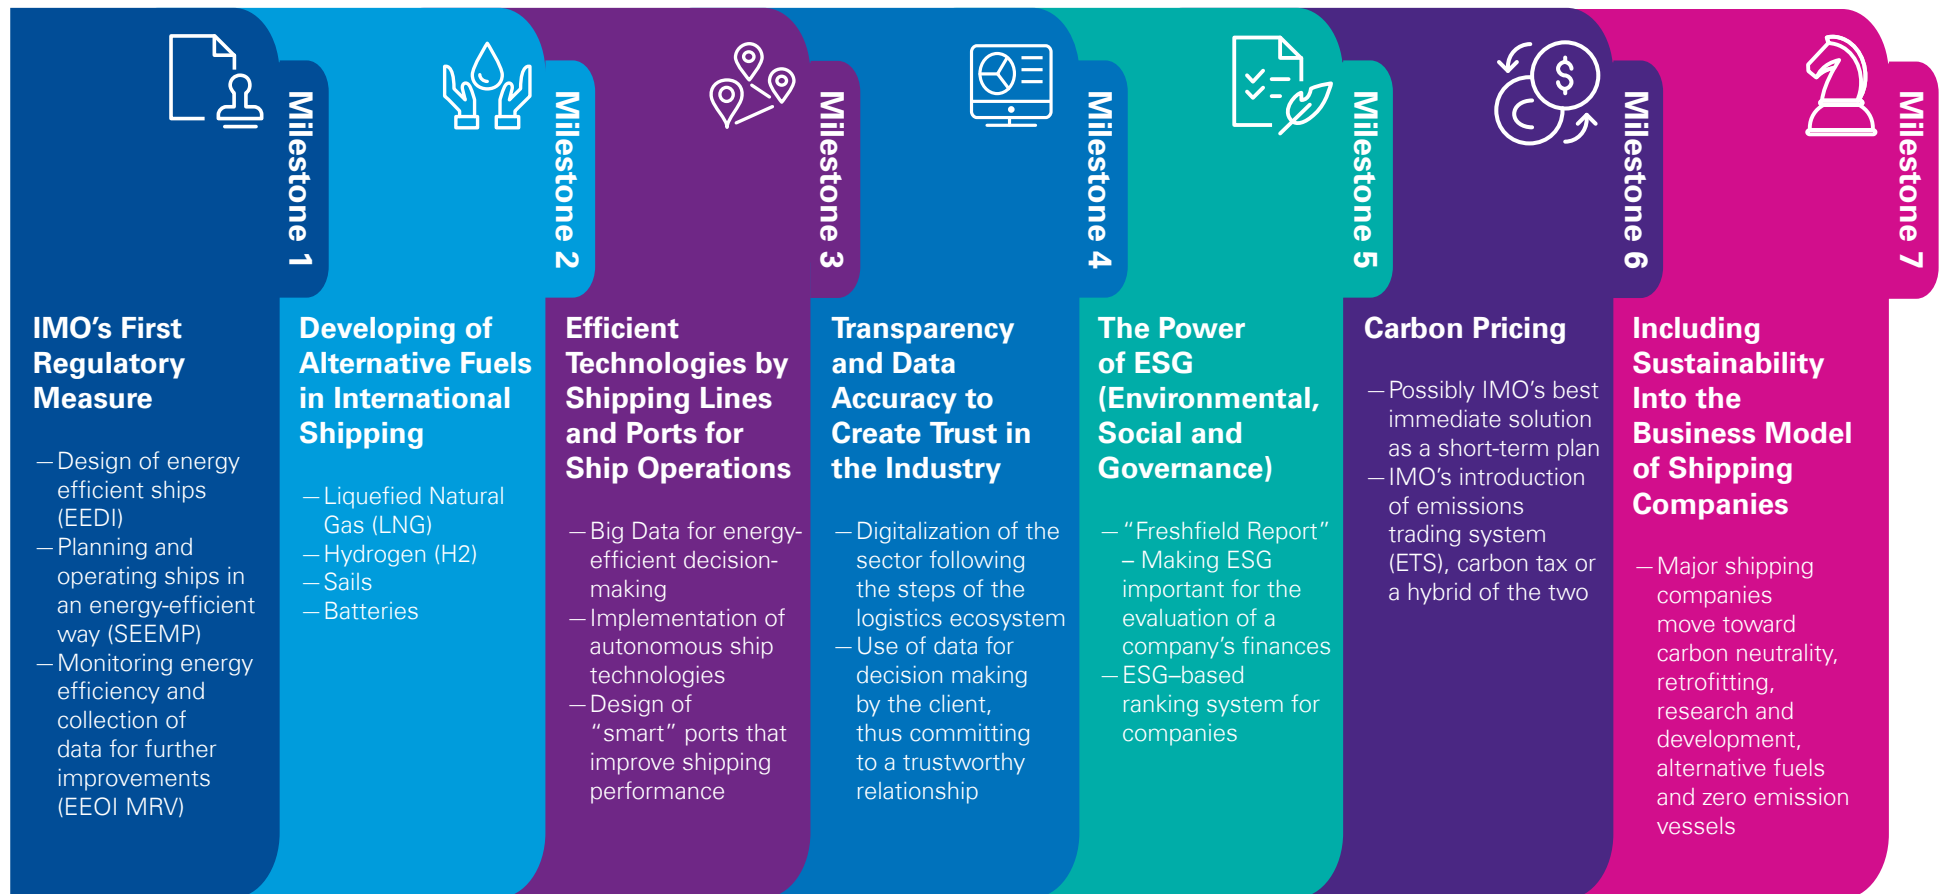 Milestone 1
IMO’s First
Regulatory
Measure
—Design of energy
efficient ships
(EEDI)
—Planning and
operating ships in
an energy-efficient
way (SEEMP)
—Monitoring energy
efficiency and
collection of
data for further
improvements
(EEOI MRV)
Milestone 2
Developing of
Alternative Fuels
in International
Shipping
—Liquefied Natural
Gas (LNG)
—Hydrogen (H2)
—Sails
—Batteries
Milestone 3
Efficient
Technologies by
Shipping Lines
and Ports for
Ship Operations
—Big Data for energy-
efficient decision-
making
—Implementation of
autonomous ship
technologies
—Design of
“smart” ports that
improve shipping
performance
Milestone 4
Transparency
and Data
Accuracy to
Create Trust in
the Industry
—Digitalization of the
sector following
the steps of the
logistics ecosystem
—Use of data for
decision making
by the client,
thus committing
to a trustworthy
relationship
Milestone 5
The Power
of ESG
(Environmental,
Social and
Governance)
—“Freshfield Report”
– Making ESG
important for the
evaluation of a
company’s finances
—ESG–based
ranking system for
companies
$
Milestone 6
Carbon Pricing
—Possibly IMO’s best
immediate solution
as a short-term plan
—IMO’s introduction
of emissions
trading system
(ETS), carbon tax or
a hybrid of the two
Milestone 7
Including
Sustainability
Into the
Business Model
of Shipping
Companies
—Major shipping
companies
move toward
carbon neutrality,
retrofitting,
research and
development,
alternative fuels
and zero emission
vessels